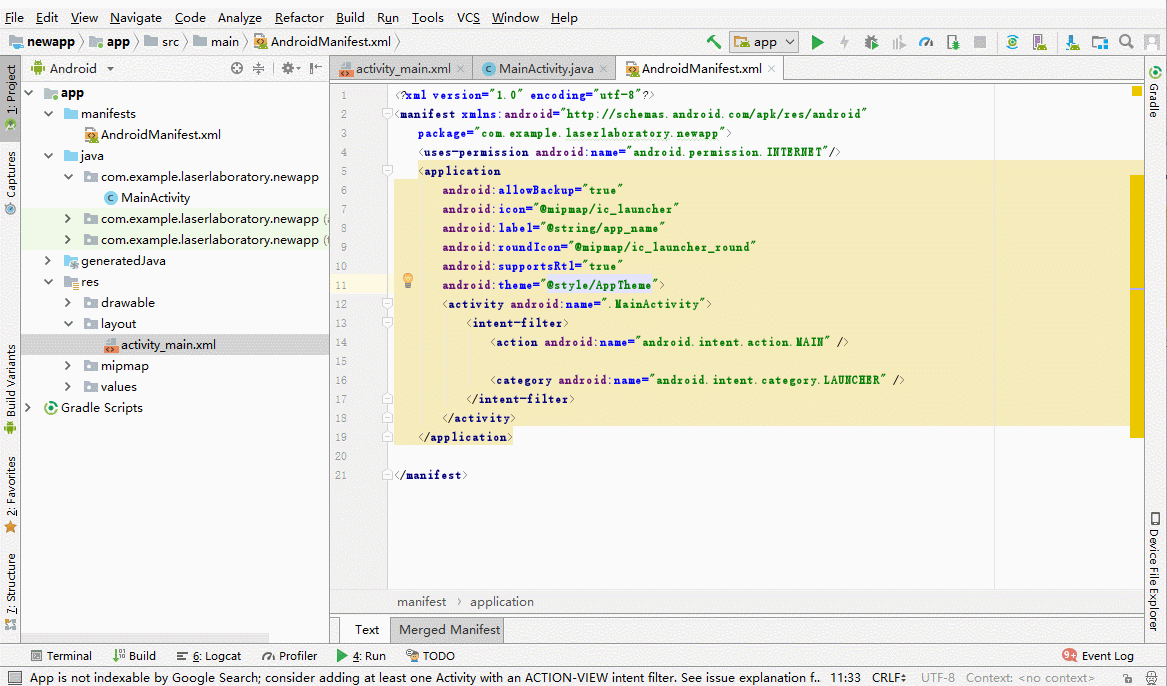 File Edit View Navigate Code Analyze Refactor Build Run Tools VCS Window Help
newapp app src main AndroidManifest.xml app
1: Project
Captures
Build Variants
2: Favorites
7: Structure
Android
app
manifests
AndroidManifest.xml
java
com.example.laserlaboratory.newapp
MainActivity
com.example.laserlaboratory.newapp (a
com.example.laserlaboratory.newapp (t
generatedJava
res
drawable
layout
activity_main.xml
mipmap
values
Gradle Scripts
activity_main.xml MainActivity.java AndroidManifest.xml
1 <?xml version="1.0" encoding="utf-8"?>
2 <manifest xmlns:android="http://schemas.android.com/apk/res/android"
3 package="com.example.laserlaboratory.newapp">
4 <uses-permission android:name="android.permission.INTERNET"/>
5 <application
6 android:allowBackup="true"
7 android:icon="@mipmap/ic_launcher"
8 android:label="@string/app_name"
9 android:roundIcon="@mipmap/ic_launcher_round"
10 android:supportsRtl="true"
11 android:theme="@style/AppTheme">
12 <activity android:name=".MainActivity">
13 <intent-filter>
14 <action android:name="android.intent.action.MAIN" />
15
16 <category android:name="android.intent.category.LAUNCHER" />
17 </intent-filter>
18 </activity>
19 </application>
20
21 </manifest>
manifest › application
Text Merged Manifest
Gradle
Device File Explorer
Terminal Build 6: Logcat Profiler 4: Run TODO 9+ Event Log
App is not indexable by Google Search; consider adding at least one Activity with an ACTION-VIEW intent filter. See issue explanation f.. 11:33 CRLF UTF-8 Context: <no context>